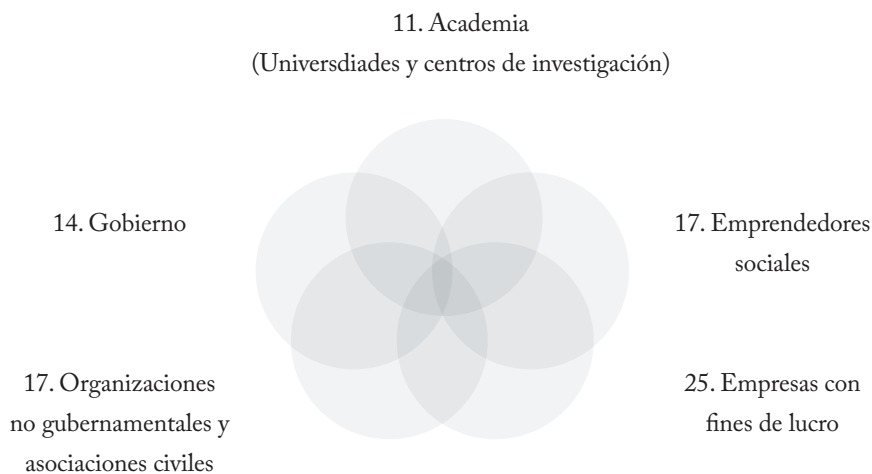 11. Academia
(Universdiades y centros de investigación)
14. Gobierno
17. Emprendedores
sociales
17. Organizaciones
no gubernamentales y
asociaciones civiles
25. Empresas con
fines de lucro